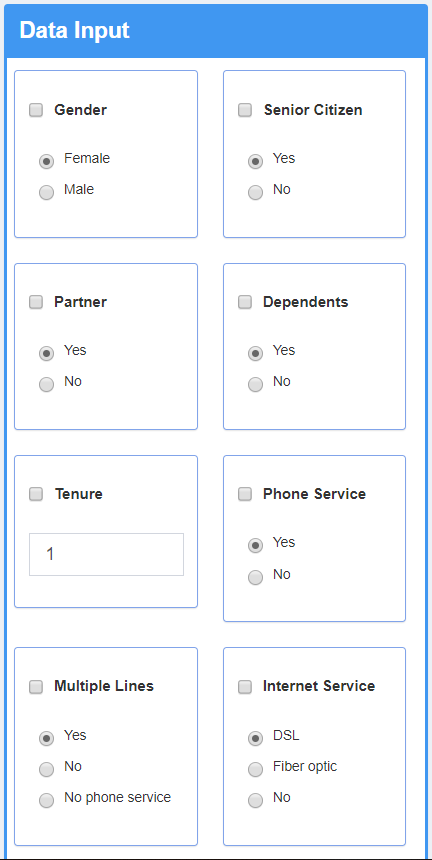 Data Input
Gender
Female
Male
Senior Citizen
Yes
No
Partner
Yes
No
Dependents
Yes
No
Tenure
1
Phone Service
Yes
No
Multiple Lines
Yes
No
No phone service
Internet Service
DSL
Fiber optic
No